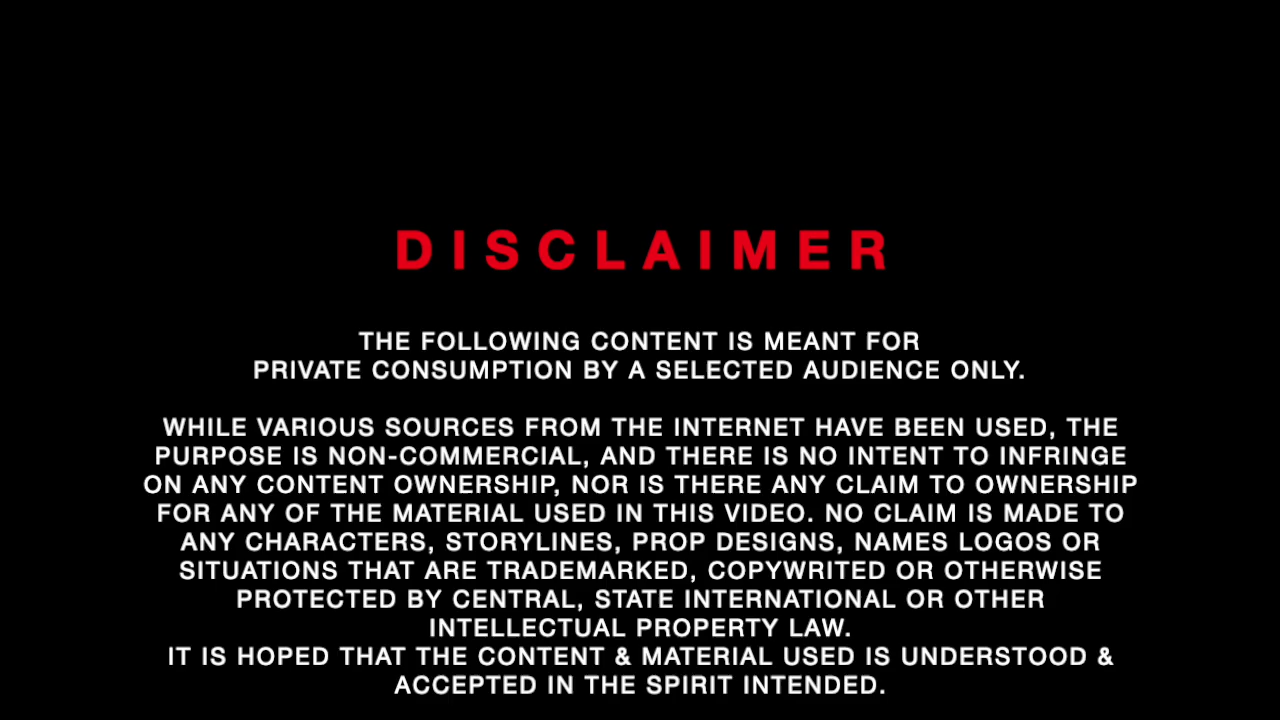 DISCLAIMER
THE FOLLOWING CONTENT IS MEANT FOR
PRIVATE CONSUMPTION BY A SELECTED AUDIENCE ONLY.
WHILE VARIOUS SOURCES FROM THE INTERNET HAVE BEEN USED, THE
PURPOSE IS NON-COMMERCIAL, AND THERE IS NO INTENT TO INFRINGE
ON ANY CONTENT OWNERSHIP, NOR IS THERE ANY CLAIM TO OWNERSHIP
FOR ANY OF THE MATERIAL USED IN THIS VIDEO. NO CLAIM IS MADE TO
ANY CHARACTERS, STORYLINES, PROP DESIGNS, NAMES LOGOS OR
SITUATIONS THAT ARE TRADEMARKED, COPYWRITED OR OTHERWISE
PROTECTED BY CENTRAL, STATE INTERNATIONAL OR OTHER
INTELLECTUAL PROPERTY LAW.
IT IS HOPED THAT THE CONTENT & MATERIAL USED IS UNDERSTOOD &
ACCEPTED IN THE SPIRIT INTENDED.